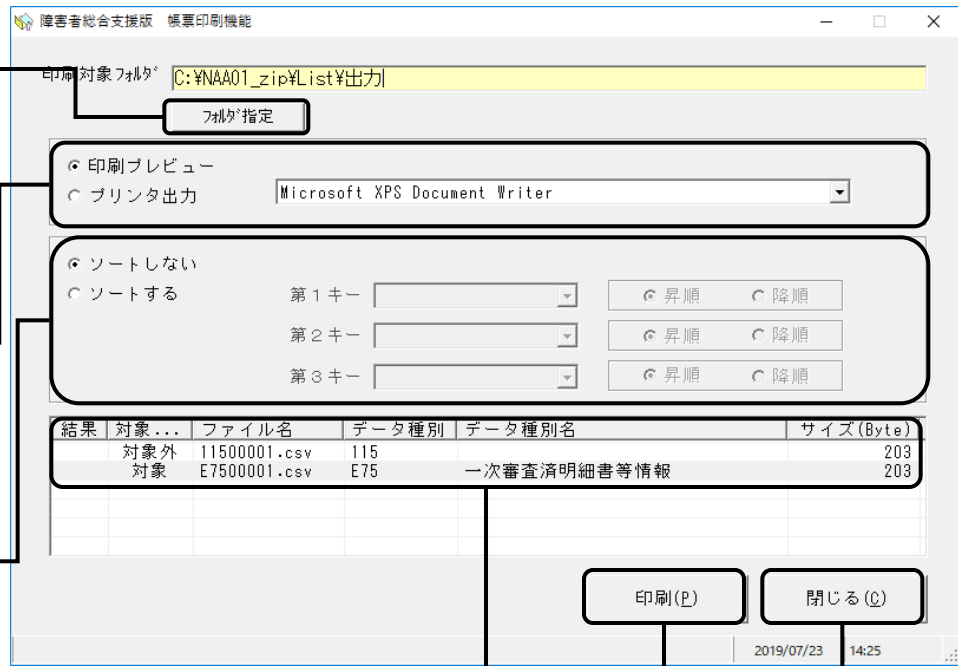 障害者総合支援版 帳票印刷機能
印刷対象フォルダ C:¥NAA01_zip¥List¥出力
フォルダ指定
印刷プレビュー
プリンタ出力 Microsoft XPS Document Writer
ソートしない
ソートする 第1キー 昇順 降順
第2キー 昇順 降順
第3キー 昇順 降順
結果 対象... ファイル名 データ種別 データ種別名 サイズ(Byte)
対象外 11500001.csv 115 203
対象 E7500001.csv E75 一次審査済明細書等情報 203
印刷(P) 閉じる(C)
2019/07/23 14:25